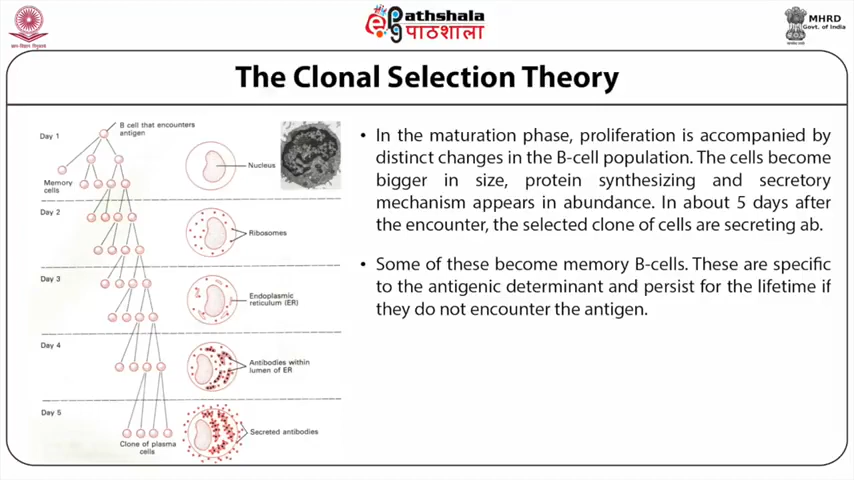 ePathshala
पाठशाला
MHRD
Govt. of India
The Clonal Selection Theory
Day 1
B cell that encounters
antigen
Nucleus
Memory
cells
Day 2
Ribosomes
Day 3
Endoplasmic
reticulum (ER)
Day 4
Antibodies within
lumen of ER
Day 5
Secreted antibodies
Clone of plasma
cells
• In the maturation phase, proliferation is accompanied by
distinct changes in the B-cell population. The cells become
bigger in size, protein synthesizing and secretory
mechanism appears in abundance. In about 5 days after
the encounter, the selected clone of cells are secreting ab.
• Some of these become memory B-cells. These are specific
to the antigenic determinant and persist for the lifetime if
they do not encounter the antigen.